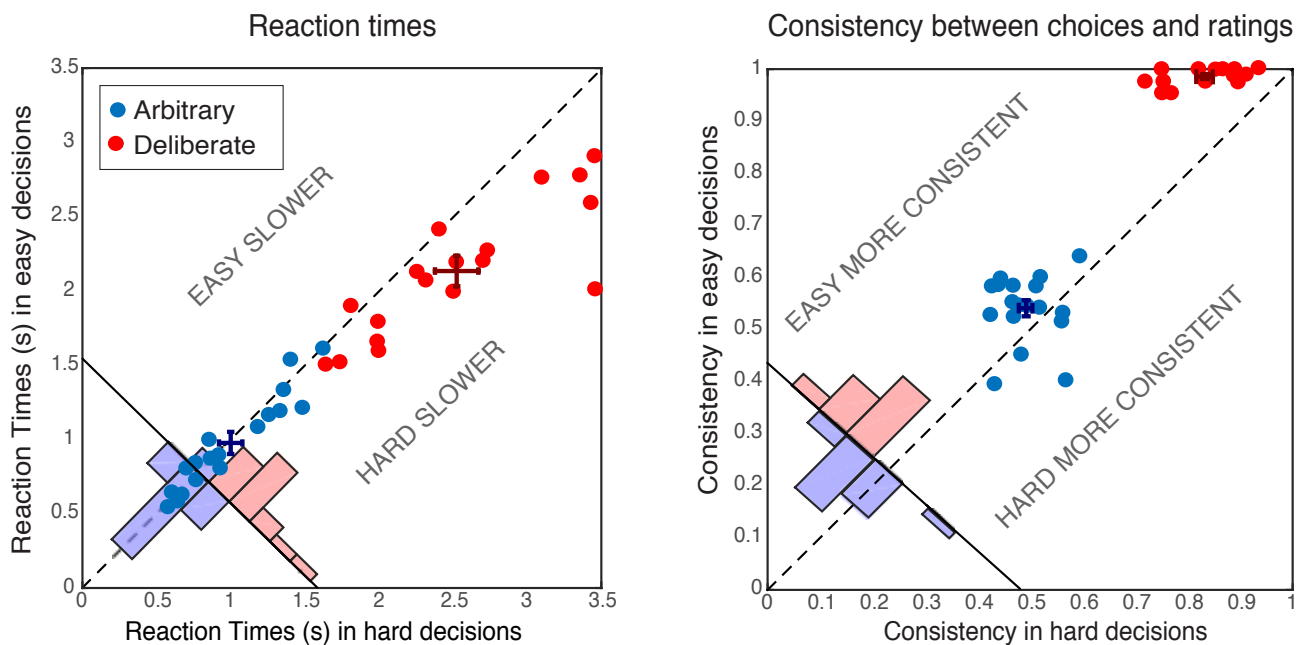 Reaction times
Reaction Times (s) in easy decisions
3.5
3
2.5
2
1.5
1
0.5
0
Arbitrary
Deliberate
EASY SLOWER
HARD SLOWER
0 0.5 1 1.5 2 2.5 3 3.5
Reaction Times (s) in hard decisions
Consistency between choices and ratings
Consistency in easy decisions
1
0.9
0.8
0.7
0.6
0.5
0.4
0.3
0.2
0.1
0
EASY MORE CONSISTENT
HARD MORE CONSISTENT
0 0.1 0.2 0.3 0.4 0.5 0.6 0.7 0.8 0.9 1
Consistency in hard decisions